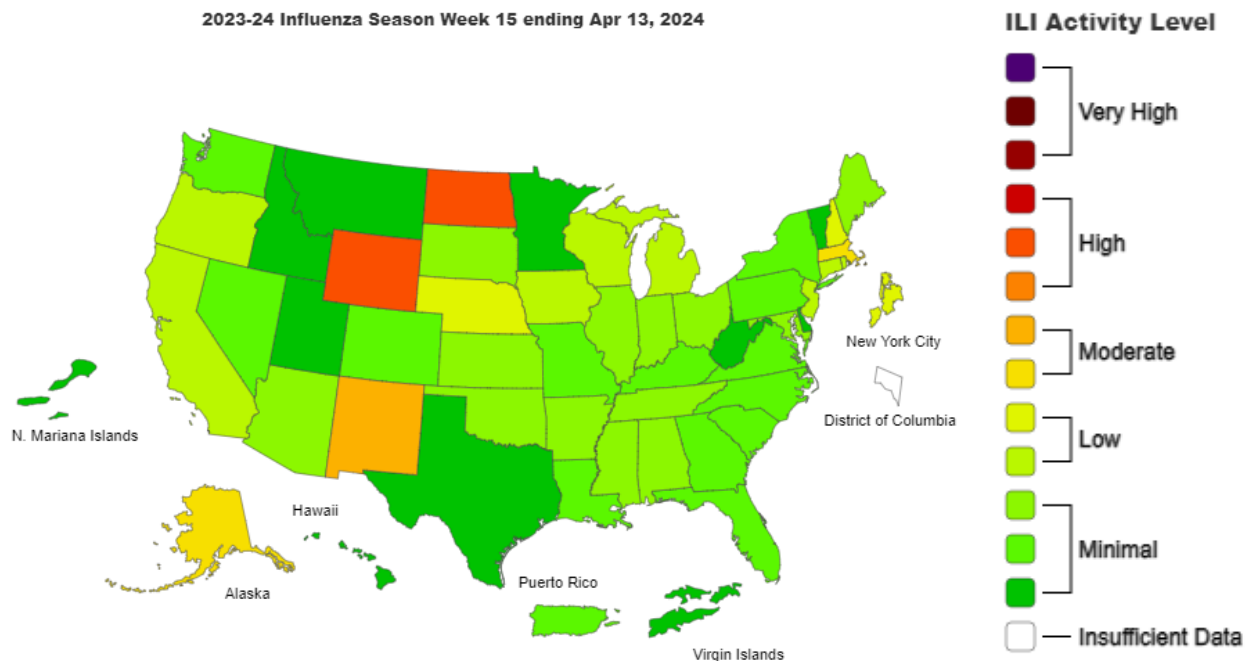 2023-24 Influenza Season Week 15 ending Apr 13, 2024
ILI Activity Level
Very High
High
Moderate
Low
Minimal
Insufficient Data
New York City
District of Columbia
N. Mariana Islands
Hawaii
Alaska
Puerto Rico
Virgin Islands